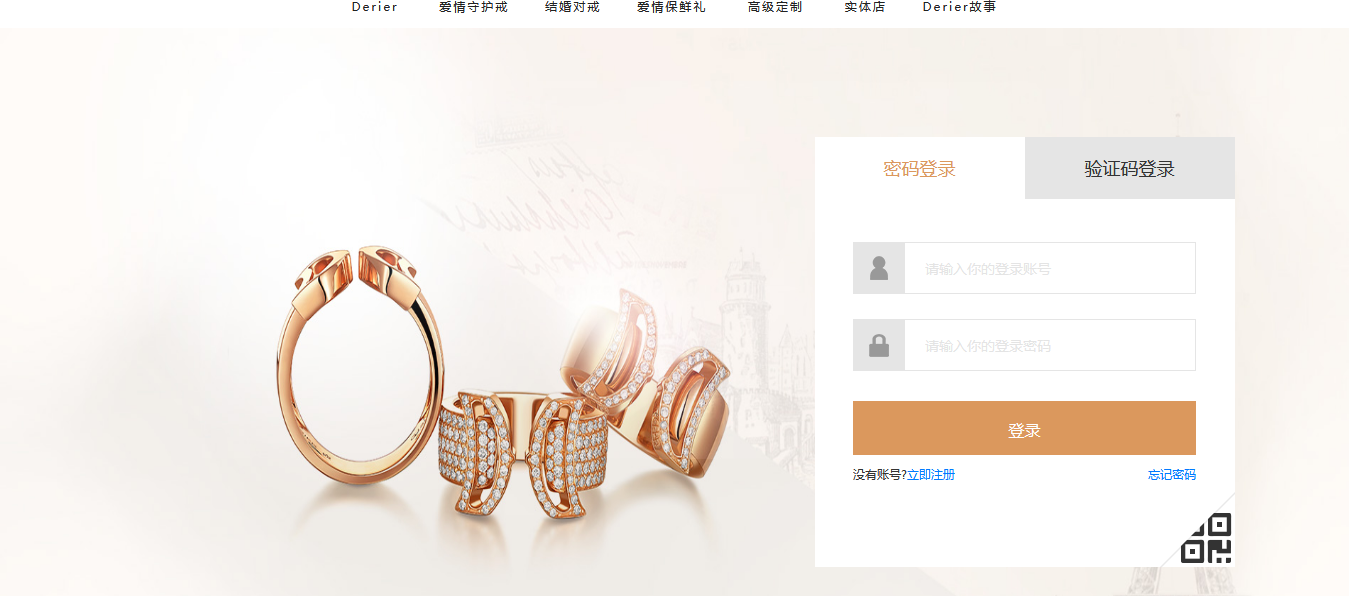 Derier 爱情守护戒 结婚对戒 爱情保鲜礼 高级定制 实体店 Derier故事
密码登录 验证码登录
请输入你的登录账号
请输入你的登录密码
登录
没有账号?立即注册 忘记密码